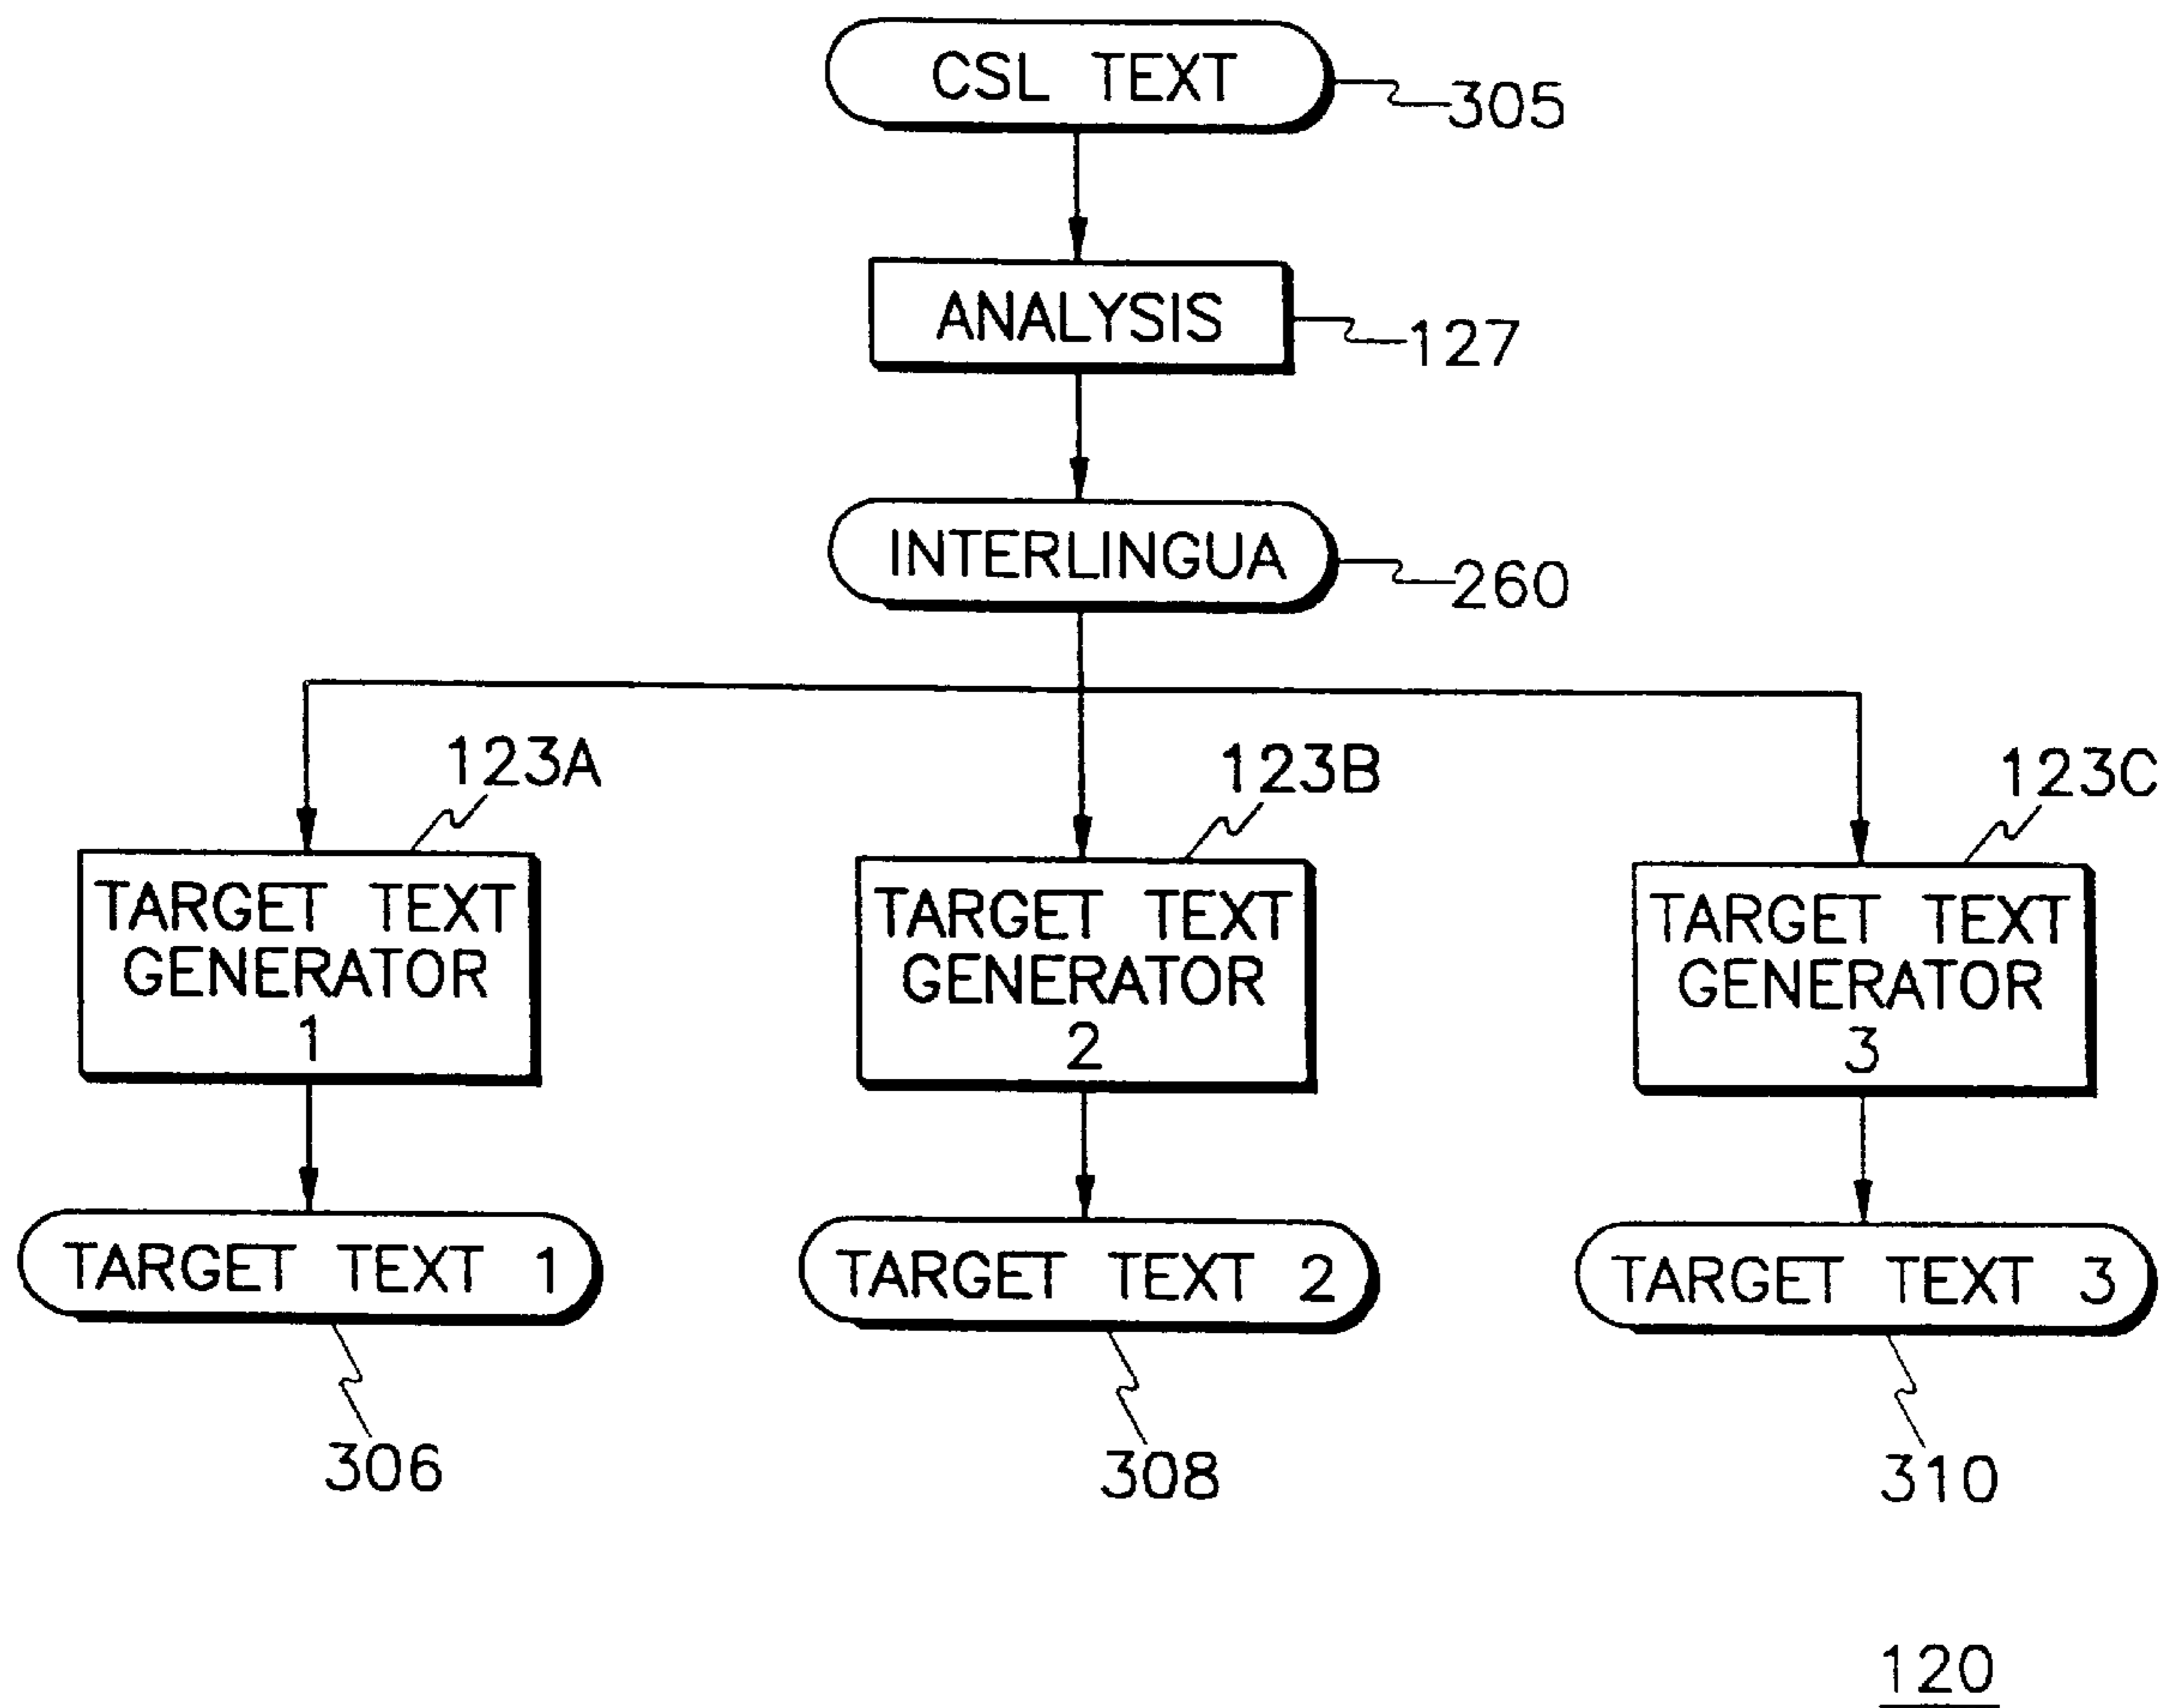 CSL TEXT
305
ANALYSIS
127
INTERLINGUA
260
123A
123B
123C
TARGET TEXT
GENERATOR
1
TARGET TEXT
GENERATOR
2
TARGET TEXT
GENERATOR
3
TARGET TEXT 1
TARGET TEXT 2
TARGET TEXT 3
306
308
310
120